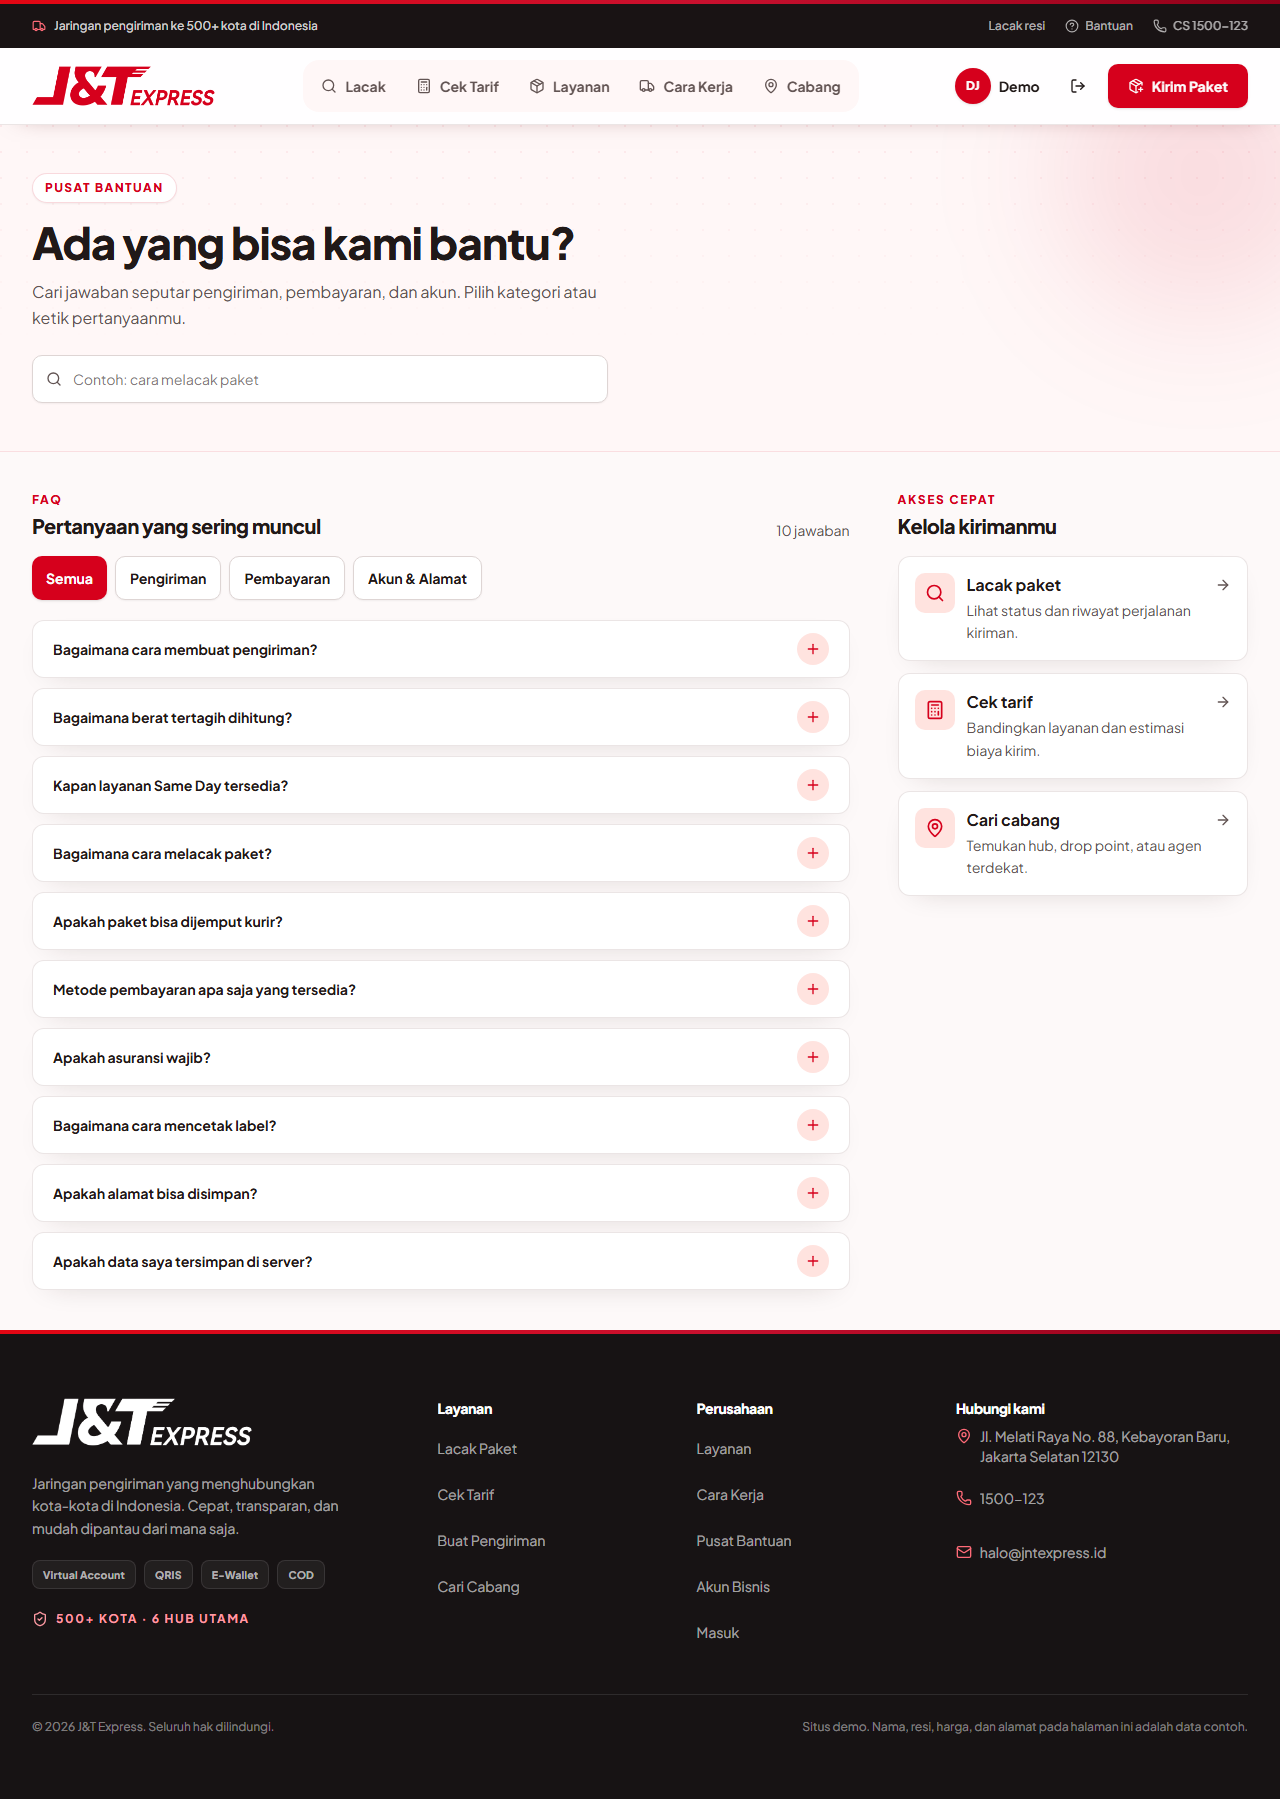 Jaringan pengiriman ke 500+ kota di Indonesia
Lacak resi
Bantuan
CS 1500-123
J&T EXPRESS
Lacak
Cek Tarif
Layanan
Cara Kerja
Cabang
DJ
Demo
Kirim Paket
PUSAT BANTUAN
Ada yang bisa kami bantu?
Cari jawaban seputar pengiriman, pembayaran, dan akun. Pilih kategori atau
ketik pertanyaanmu.
Contoh: cara melacak paket
FAQ
Pertanyaan yang sering muncul
10 jawaban
Semua
Pengiriman
Pembayaran
Akun & Alamat
Bagaimana cara membuat pengiriman?
Bagaimana berat tertagih dihitung?
Kapan layanan Same Day tersedia?
Bagaimana cara melacak paket?
Apakah paket bisa dijemput kurir?
Metode pembayaran apa saja yang tersedia?
Apakah asuransi wajib?
Bagaimana cara mencetak label?
Apakah alamat bisa disimpan?
Apakah data saya tersimpan di server?
AKSES CEPAT
Kelola kirimanmu
Lacak paket
Lihat status dan riwayat perjalanan
kiriman.
Cek tarif
Bandingkan layanan dan estimasi
biaya kirim.
Cari cabang
Temukan hub, drop point, atau agen
terdekat.
J&T EXPRESS
Jaringan pengiriman yang menghubungkan
kota-kota di Indonesia. Cepat, transparan, dan
mudah dipantau dari mana saja.
Virtual Account
QRIS
E-Wallet
COD
500+ KOTA · 6 HUB UTAMA
Layanan
Lacak Paket
Cek Tarif
Buat Pengiriman
Cari Cabang
Perusahaan
Layanan
Cara Kerja
Pusat Bantuan
Akun Bisnis
Masuk
Hubungi kami
Jl. Melati Raya No. 88, Kebayoran Baru,
Jakarta Selatan 12130
1500-123
halo@jntexpress.id
© 2026 J&T Express. Seluruh hak dilindungi.
Situs demo. Nama, resi, harga, dan alamat pada halaman ini adalah data contoh.